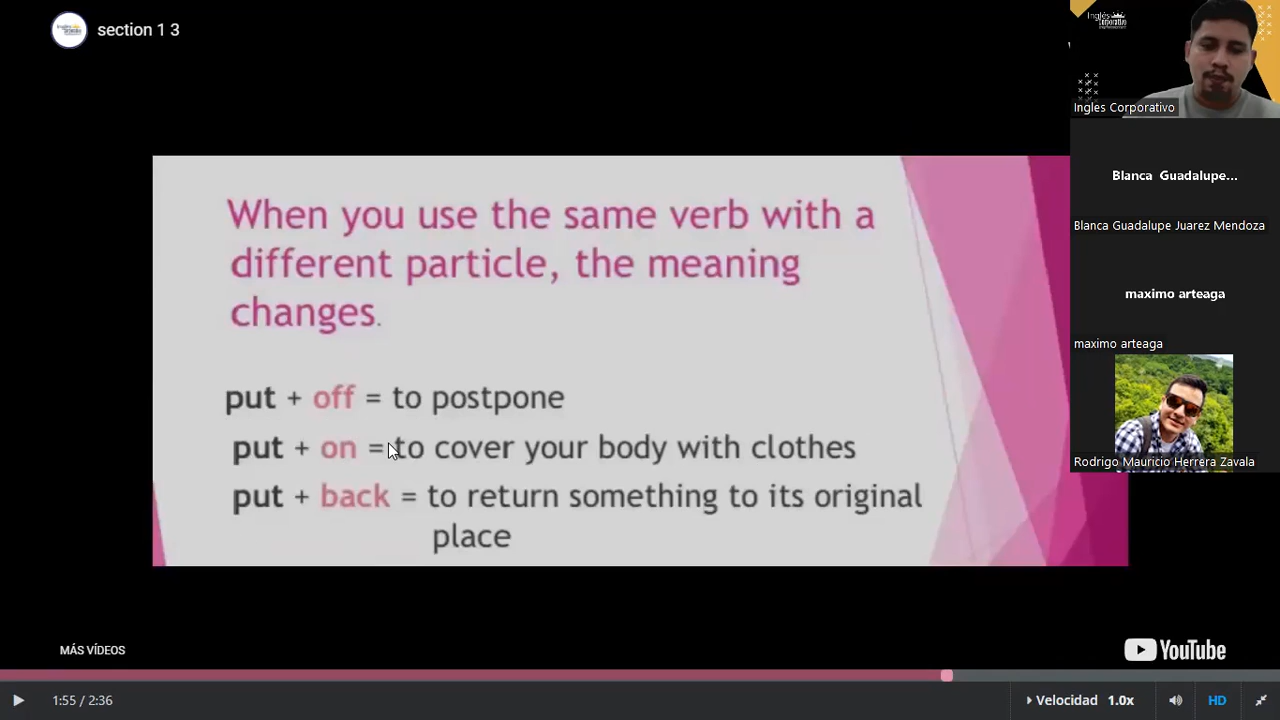 section 1 3
Inglés
Corporativo
Ingles Corporativo
Blanca Guadalupe...
Blanca Guadalupe Juarez Mendoza
maximo arteaga
maximo arteaga
Rodrigo Mauricio Herrera Zavala
When you use the same verb with a
different particle, the meaning
changes.
put + off = to postpone
put + on = to cover your body with clothes
put + back = to return something to its original
place
MÁS VÍDEOS
YouTube
1:55 / 2:36
Velocidad 1.0x
HD